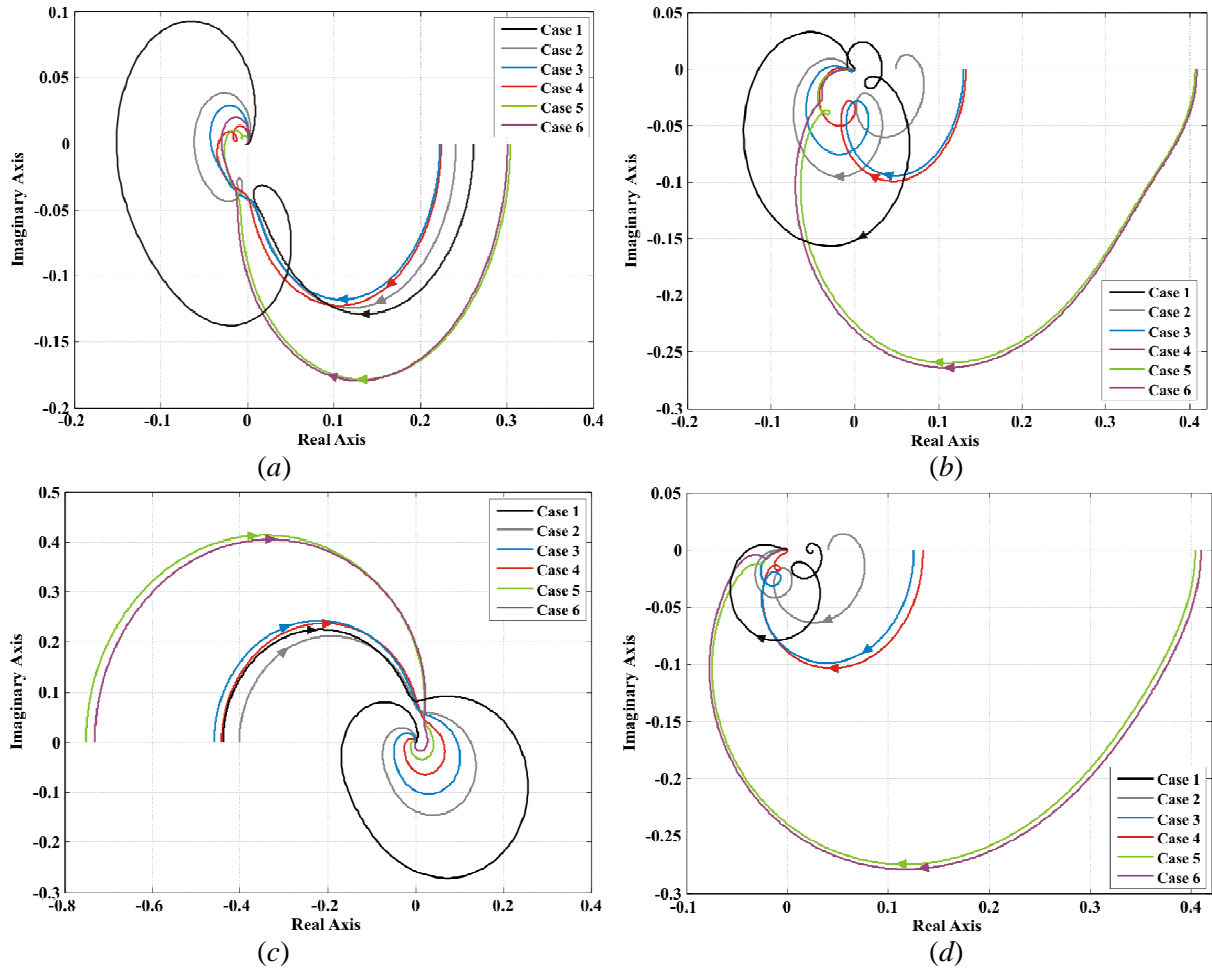 0.1
0.05
0
-0.05
-0.1
-0.15
-0.2
Imaginary Axis
Case 1
Case 2
Case 3
Case 4
Case 5
Case 6
-0.2
-0.1
0
0.1
0.2
0.3
0.4
Real Axis
(a)
0.05
0
-0.05
-0.1
-0.15
-0.2
-0.25
-0.3
Imaginary Axis
Case 1
Case 2
Case 3
Case 4
Case 5
Case 6
-0.2
-0.1
0
0.1
0.2
0.3
0.4
Real Axis
(b)
0.5
0.4
0.3
0.2
0.1
0
-0.1
-0.2
-0.3
Imaginary Axis
Case 1
Case 2
Case 3
Case 4
Case 5
Case 6
-0.8
-0.6
-0.4
-0.2
0
0.2
0.4
Real Axis
(c)
0.05
0
-0.05
-0.1
-0.15
-0.2
-0.25
-0.3
Imaginary Axis
Case 1
Case 2
Case 3
Case 4
Case 5
Case 6
-0.1
0
0.1
0.2
0.3
0.4
Real Axis
(d)